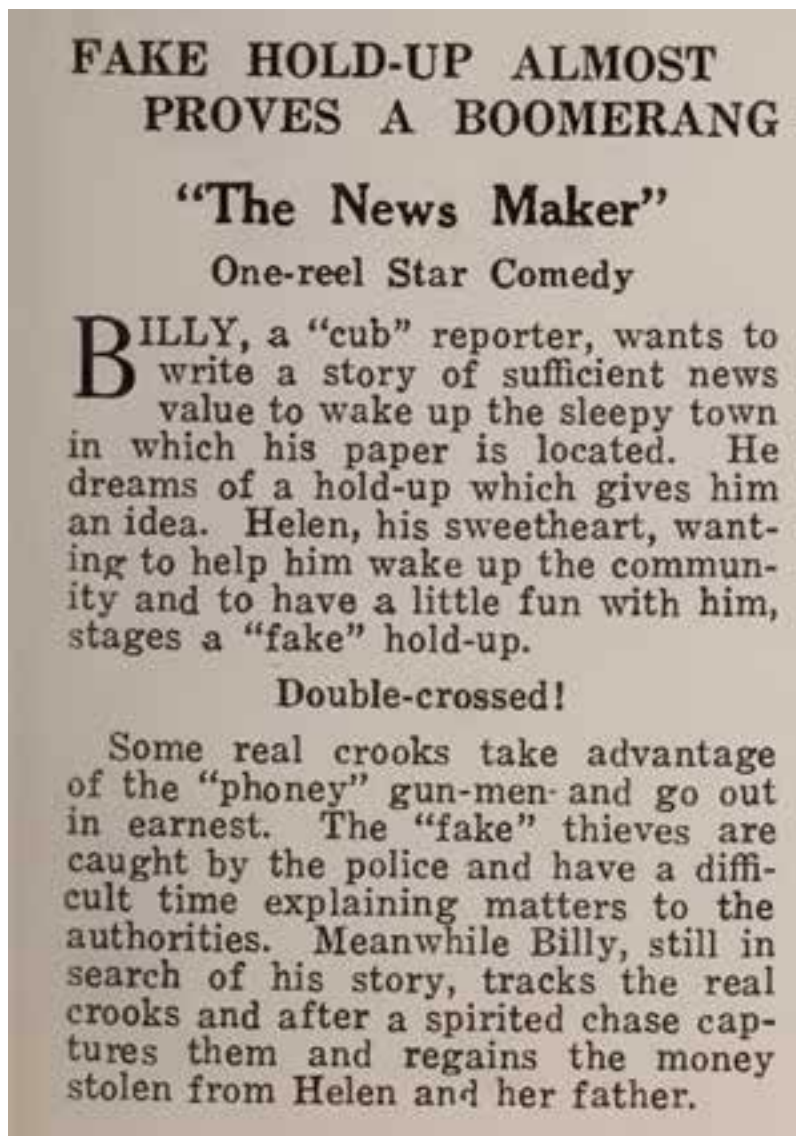 FAKE HOLD-UP ALMOST
PROVES A BOOMERANG
"The News Maker"
One-reel Star Comedy
BILLY, a "cub" reporter, wants to
write a story of sufficient news
value to wake up the sleepy town
in which his paper is located. He
dreams of a hold-up which gives him
an idea. Helen, his sweetheart, want-
ing to help him wake up the commun-
ity and to have a little fun with him,
stages a "fake" hold-up.
Double-crossed!
Some real crooks take advantage
of the "phoney" gun-men and go out
in earnest. The "fake" thieves are
caught by the police and have a diffi-
cult time explaining matters to the
authorities. Meanwhile Billy, still in
search of his story, tracks the real
crooks and after a spirited chase cap-
tures them and regains the money
stolen from Helen and her father.